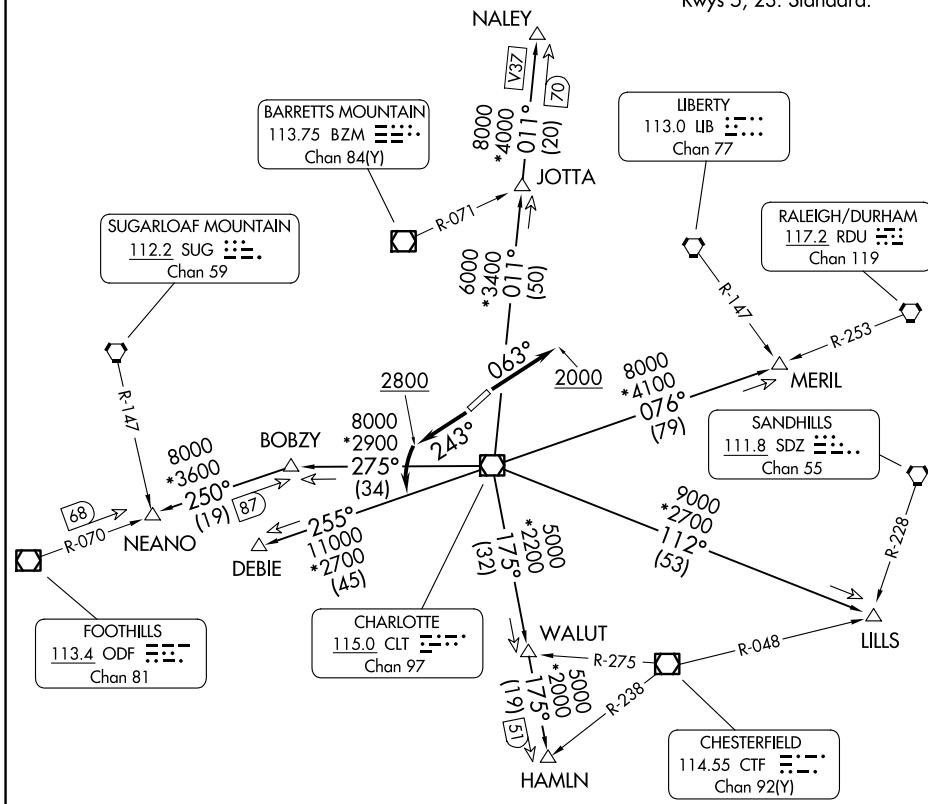 Rwys 5, 23: Standard.
NALEY
V37
70
8000
*4000
011°
(20)
BARRETTS MOUNTAIN
113.75 BZM
Chan 84(Y)
LIBERTY
113.0 LIB
Chan 77
JOTTA
R-071
SUGARLOAF MOUNTAIN
112.2 SUG
Chan 59
RALEIGH/DURHAM
117.2 RDU
Chan 119
6000
*3400
011°
(50)
R-147
R-253
R-147
063°
2000
2800
243°
8000
*4100
076°
(79)
MERIL
BOBZY
8000
*2900
275°
(34)
SANDHILLS
111.8 SDZ
Chan 55
8000
*3600
250°
(19)
87
68
R-070
NEANO
255°
11000
*2700
(45)
DEBIE
5000
*2200
175°
(32)
9000
*2700
112°
(53)
R-228
FOOTHILLS
113.4 ODF
Chan 81
CHARLOTTE
115.0 CLT
Chan 97
WALUT
R-275
R-048
LILLS
5000
*2000
175°
(19)
51
R-238
HAMLN
CHESTERFIELD
114.55 CTF
Chan 92(Y)